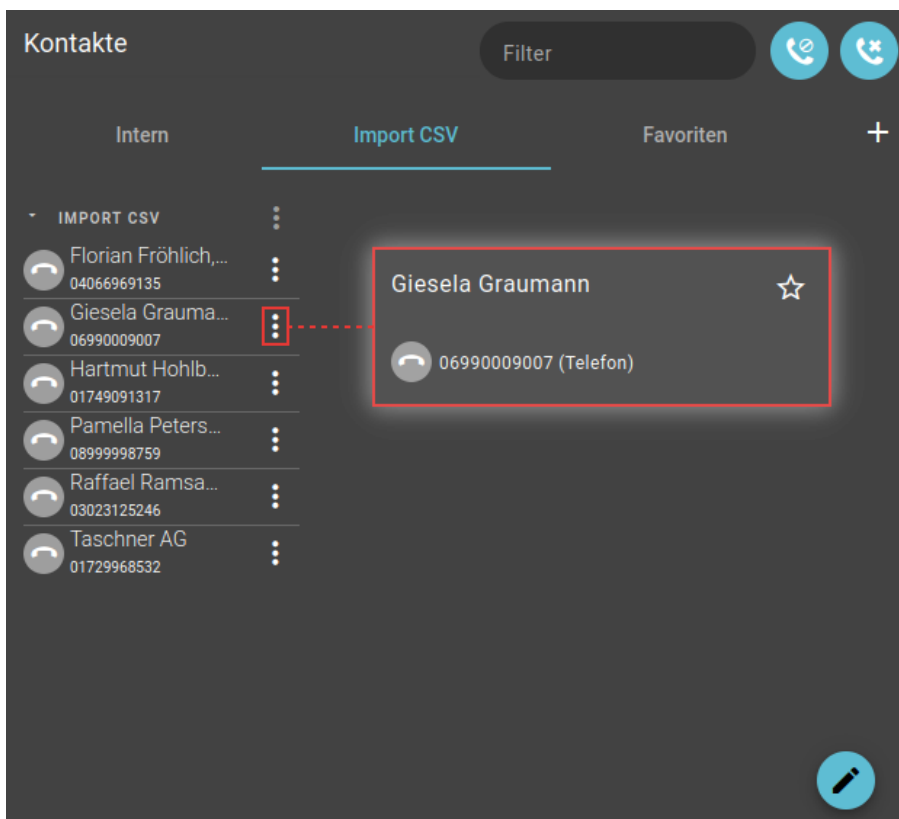 Kontakte
Filter
Intern
Import CSV
Favoriten
IMPORT CSV
Florian Fröhlich,...
04066969135
Giesela Grauma...
06990009007
Hartmut Hohlb...
01749091317
Pamella Peters...
08999998759
Raffael Ramsa...
03023125246
Taschner AG
01729968532
Giesela Graumann
06990009007 (Telefon)